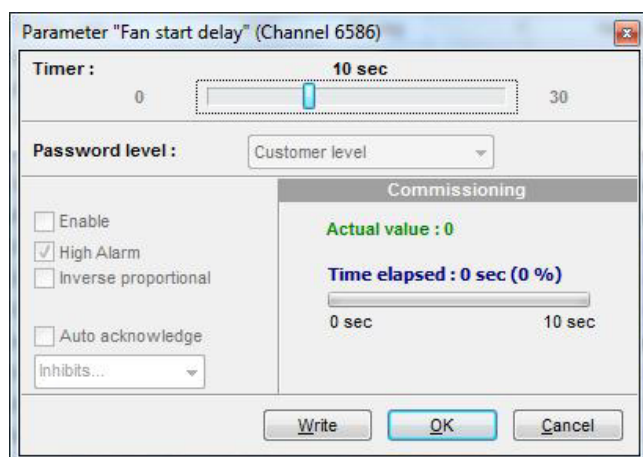 Parameter "Fan start delay" (Channel 6586)
Timer :
10 sec
0
30
Password level :
Customer level
Commissioning
Enable
High Alarm
Inverse proportional
Auto acknowledge
Inhibits...
Actual value : 0
Time elapsed : 0 sec (0 %)
0 sec
10 sec
Write
OK
Cancel